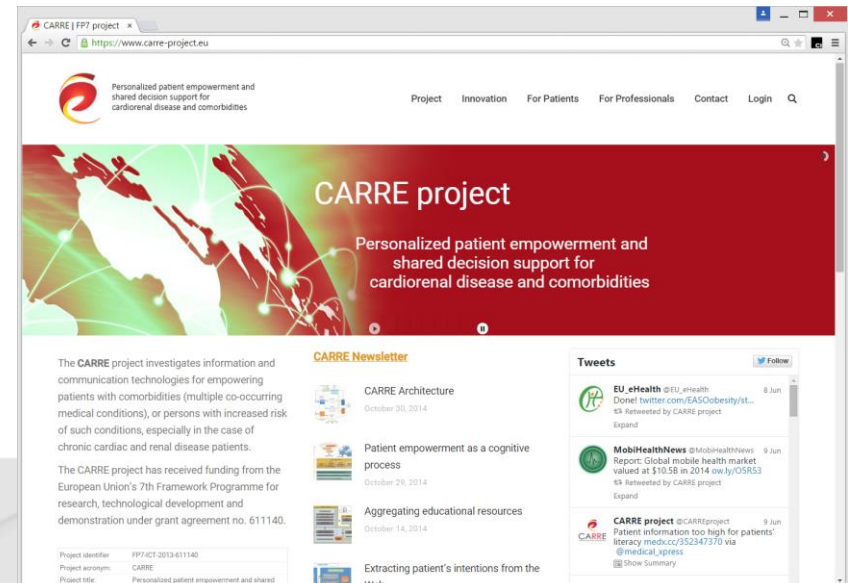 CARRE | FP7 project
https://www.carre-project.eu
Personalized patient empowerment and
shared decision support for
cardiorenal disease and comorbidities
Project Innovation For Patients For Professionals Contact Login
CARRE project
Personalized patient empowerment and
shared decision support for
cardiorenal disease and comorbidities
The CARRE project investigates information and
communication technologies for empowering
patients with comorbidities (multiple co-occurring
medical conditions), or persons with increased risk
of such conditions, especially in the case of
chronic cardiac and renal disease patients.
The CARRE project has received funding from the
European Union's 7th Framework Programme for
research, technological development and
demonstration under grant agreement no. 611140.
Project identifier FP7-ICT-2013-611140
Project acronym: CARRE
Project title: Personalized patient empowerment and shared
CARRE Newsletter
CARRE Architecture
October 30, 2014
Patient empowerment as a cognitive
process
October 29, 2014
Aggregating educational resources
October 14, 2014
Extracting patient's intentions from the
Tweets
Follow
EU_eHealth @EU_eHealth 8 Jun
Done! twitter.com/EASOobesity/st...
Retweeted by CARRE project
Expand
MobiHealthNews @MobiHealthNews 9 Jun
Report: Global mobile health market
valued at $10.5B in 2014 ow.ly/O5R53
Retweeted by CARRE project
Expand
CARRE
CARRE project @CARREproject 9 Jun
Patient information too high for patients'
literacy medx.cc/352347370 via
@medical_xpress
Show Summary